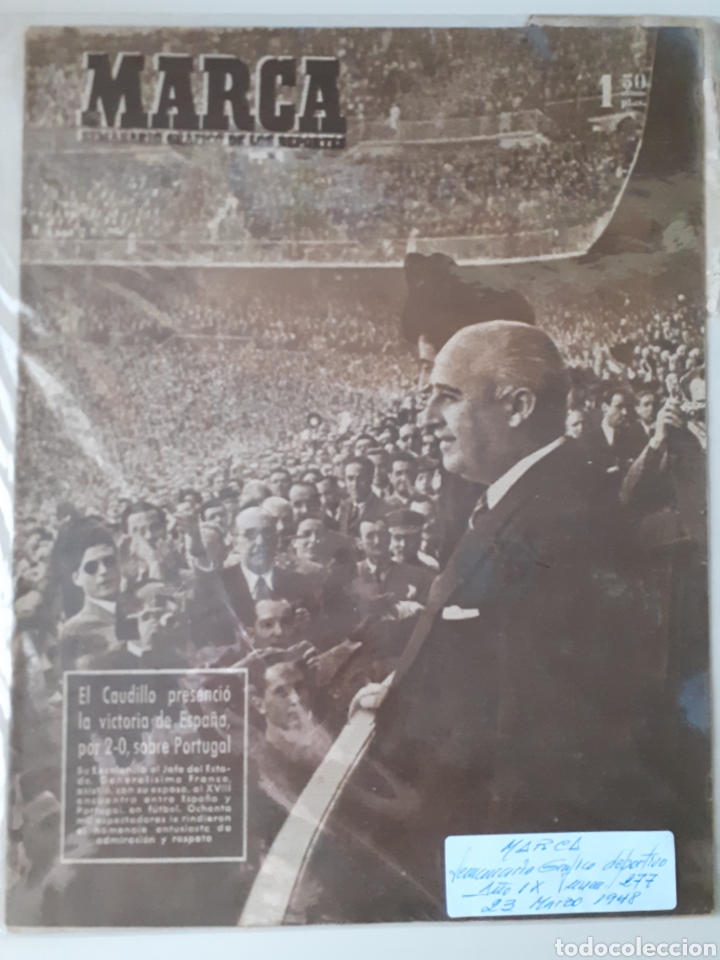 MARCA
SEMANARIO GRAFICO DE LOS DEPORTES
1 50
ptas.
El Caudillo presenció
la victoria de España,
por 2-0, sobre Portugal
Su Excelencia el Jefe del Esta-
do, Generalísimo Franco,
asistió, con su esposa, al XVIII
encuentro entre España y
Portugal, en fútbol. Ochenta
mil espectadores le rindieron
el homenaje entusiasta de
admiración y respeto
MARCA
Semanario Grafico deportivo
Año IX num 277
23 Marzo 1948
todocoleccion